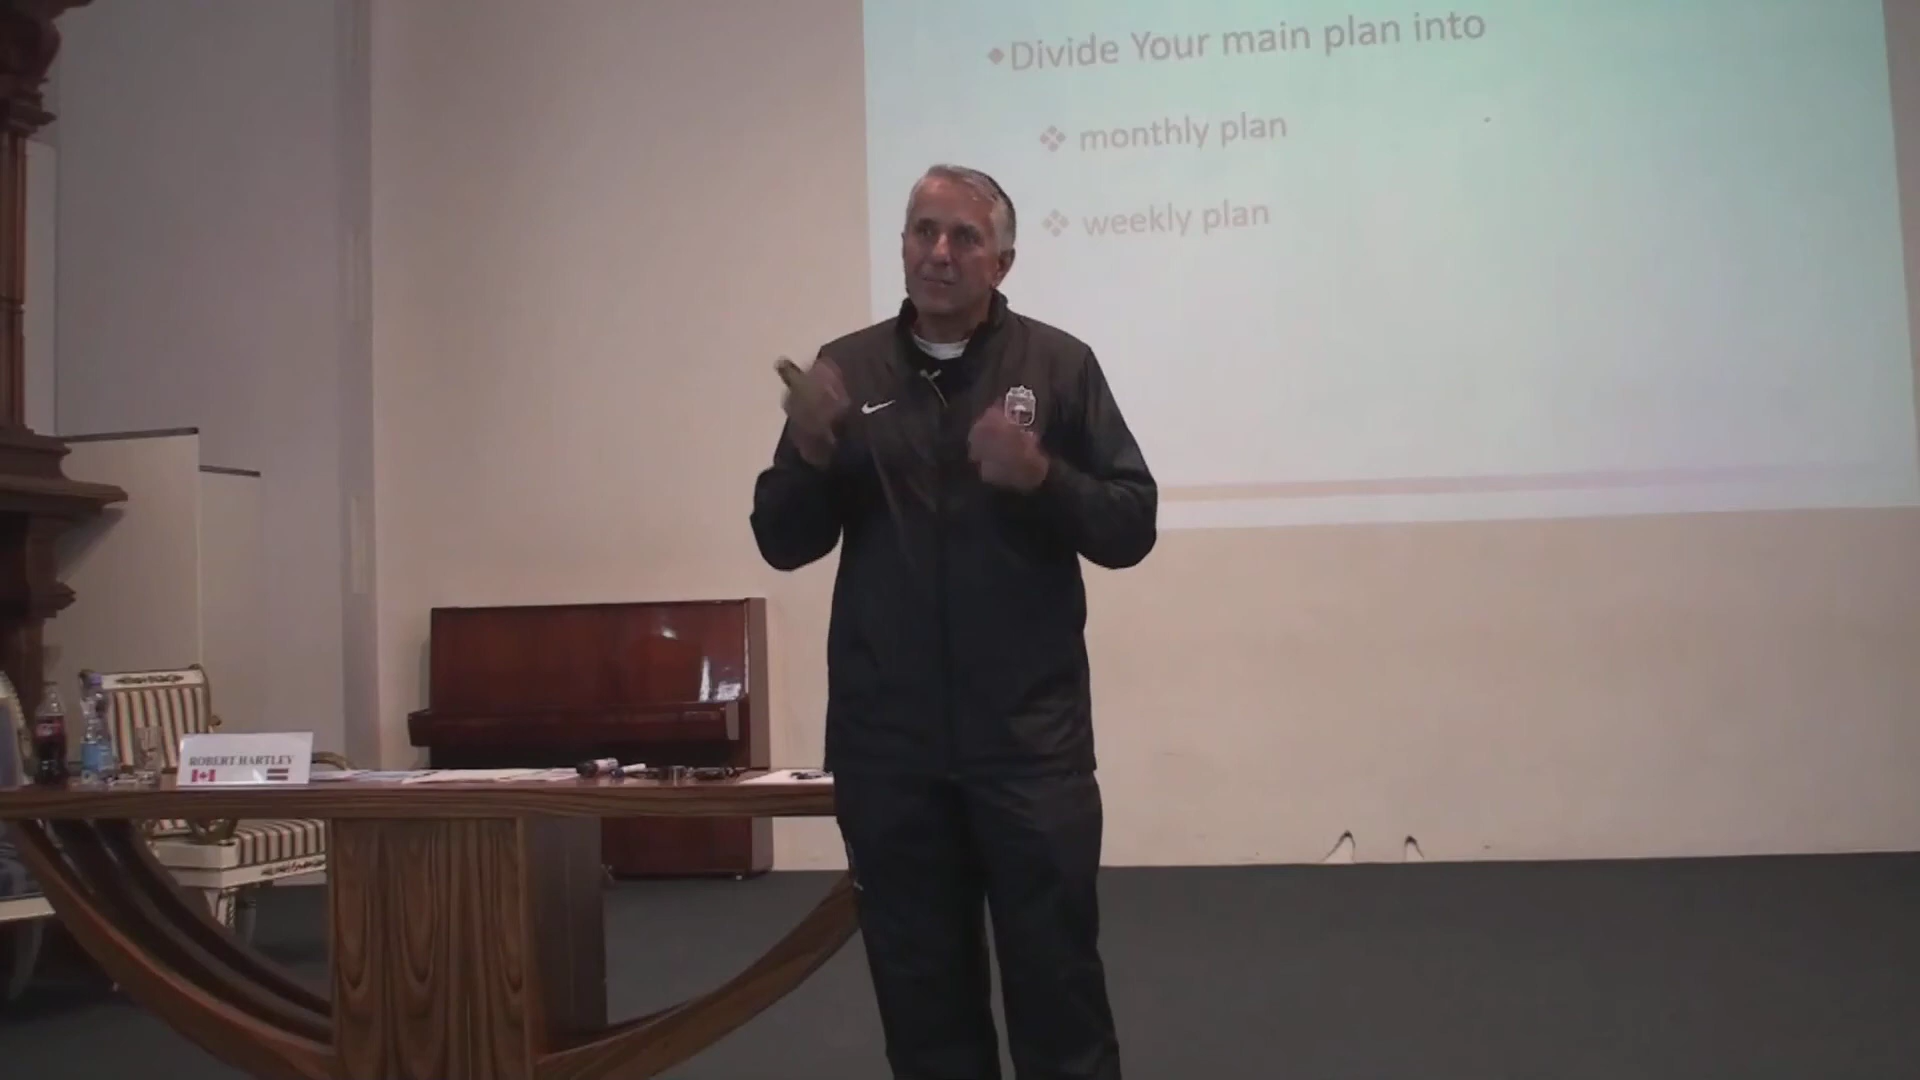 •Divide Your main plan into
❖ monthly plan
❖ weekly plan
ROBERT HARTLEY